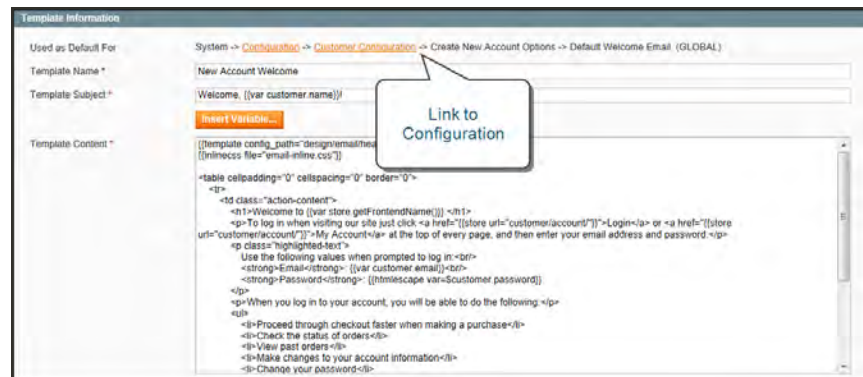 Template Information
Used as Default For
System -> Configuration -> Customer Configuration -> Create New Account Options -> Default Welcome Email (GLOBAL)
Template Name *
New Account Welcome
Template Subject *
Welcome, {{var customer.name}}!
Insert Variable...
Link to
Configuration
Template Content *
{{template config_path="design/email/hea
{{inlinecss file="email-inline.css"}}
<table cellpadding="0" cellspacing="0" border="0">
<tr>
<td class="action-content">
<h1>Welcome to {{var store.getFrontendName()}}.</h1>
<p>To log in when visiting our site just click <a href="{{store url="customer/account/"}}">Login</a> or <a href="{{store
url="customer/account/"}}">My Account</a> at the top of every page, and then enter your email address and password.</p>
<p class="highlighted-text">
Use the following values when prompted to log in:<br/>
<strong>Email</strong>: {{var customer.email}}<br/>
<strong>Password</strong>: {{htmlescape var=$customer.password}}
</p>
<p>When you log in to your account, you will be able to do the following:</p>
<ul>
<li>Proceed through checkout faster when making a purchase</li>
<li>Check the status of orders</li>
<li>View past orders</li>
<li>Make changes to your account information</li>
<li>Change your password</li>